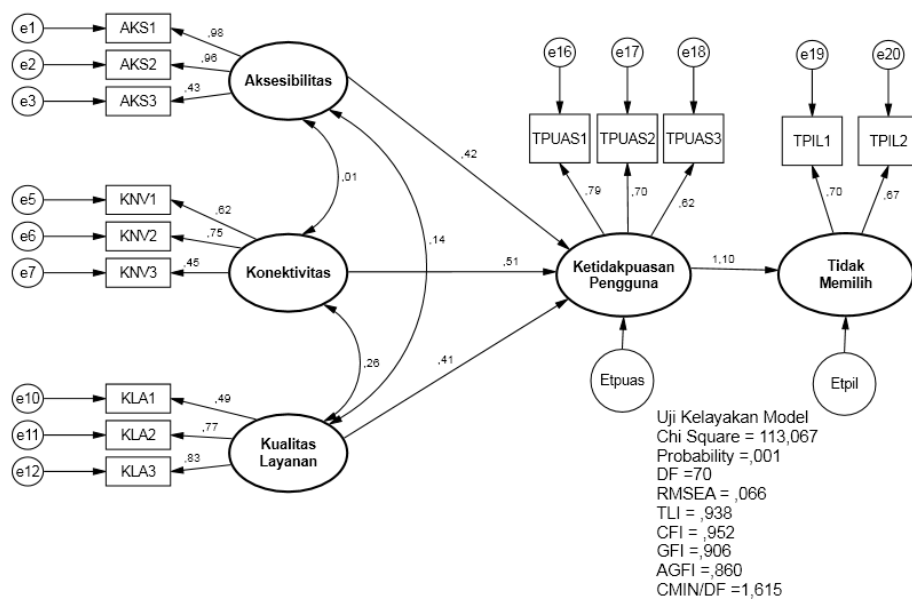 e1
AKS1
,98
e2
AKS2
,96
e3
AKS3
,43
Aksesibilitas
e5
KNV1
,62
e6
KNV2
,75
e7
KNV3
,45
Konektivitas
e10
KLA1
,49
e11
KLA2
,77
e12
KLA3
,83
Kualitas
Layanan
,01
,14
,26
,42
,51
,41
e16
e17
e18
TPUAS1
TPUAS2
TPUAS3
,79
,70
,62
Ketidakpuasan
Pengguna
Etpuas
1,10
e19
e20
TPIL1
TPIL2
,70
,67
Tidak
Memilih
Etpil
Uji Kelayakan Model
Chi Square = 113,067
Probability =,001
DF =70
RMSEA = ,066
TLI = ,938
CFI = ,952
GFI = ,906
AGFI =,860
CMIN/DF =1,615